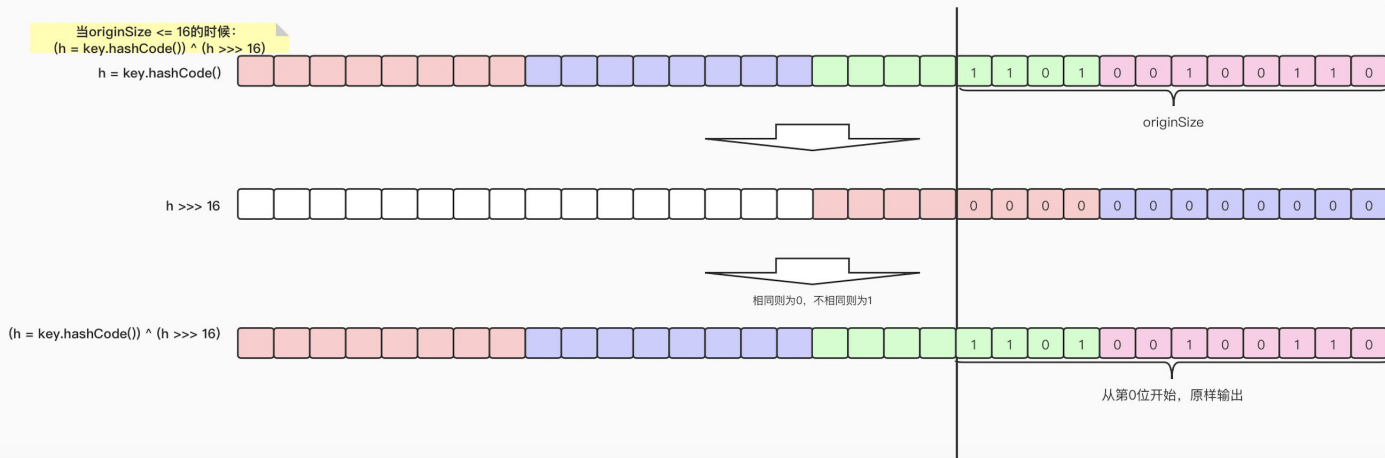 当originSize <= 16的时候：
(h = key.hashCode()) ^ (h >>> 16)
h = key.hashCode()
1 1 0 1 0 0 1 0 0 1 1 0
originSize
h >>> 16
0 0 0 0 0 0 0 0 0 0 0 0
相同则为0，不相同则为1
(h = key.hashCode()) ^ (h >>> 16)
1 1 0 1 0 0 1 0 0 1 1 0
从第0位开始，原样输出